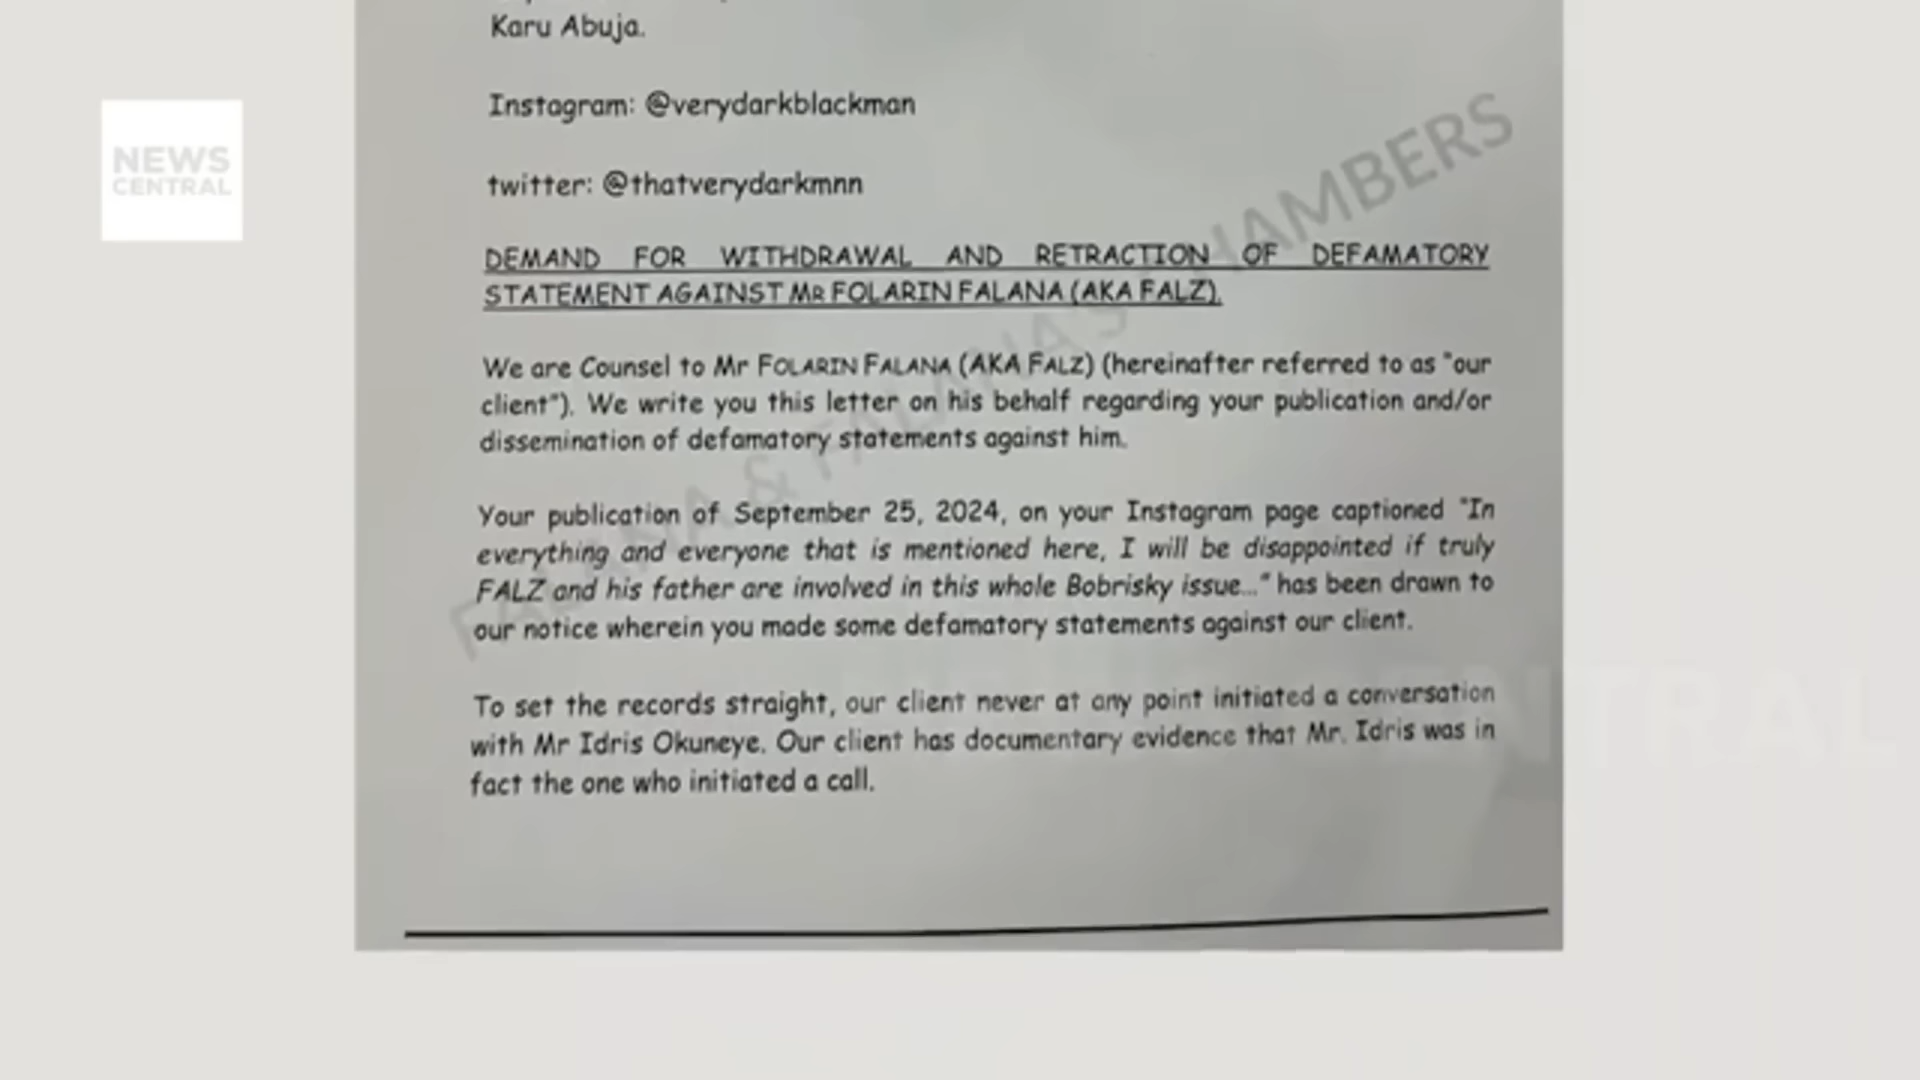 Karu Abuja.
NEWS
CENTRAL
Instagram: @verydarkblackman
twitter: @thatverydarkmnn
DEMAND FOR WITHDRAWAL AND RETRACTION OF DEFAMATORY
STATEMENT AGAINST MR FOLARIN FALANA (AKA FALZ).
We are Counsel to Mr FOLARIN FALANA (AKA FALZ) (hereinafter referred to as "our
client"). We write you this letter on his behalf regarding your publication and/or
dissemination of defamatory statements against him.
Your publication of September 25, 2024, on your Instagram page captioned "In
everything and everyone that is mentioned here, I will be disappointed if truly
FALZ and his father are involved in this whole Bobrisky issue..." has been drawn to
our notice wherein you made some defamatory statements against our client.
To set the records straight, our client never at any point initiated a conversation
with Mr Idris Okuneye. Our client has documentary evidence that Mr. Idris was in
fact the one who initiated a call.
FALANA & FALANA'S CHAMBERS